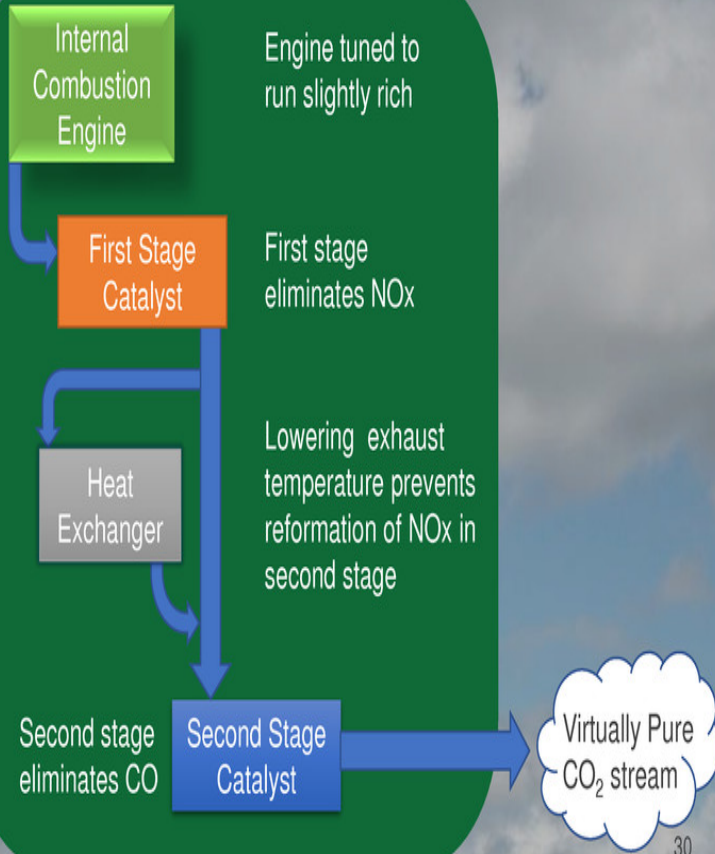 Internal
Combustion
Engine
Engine tuned to
run slightly rich
First Stage
Catalyst
First stage
eliminates NOx
Heat
Exchanger
Lowering exhaust
temperature prevents
reformation of NOx in
second stage
Second stage
eliminates CO
Second Stage
Catalyst
Virtually Pure
CO₂ stream
30